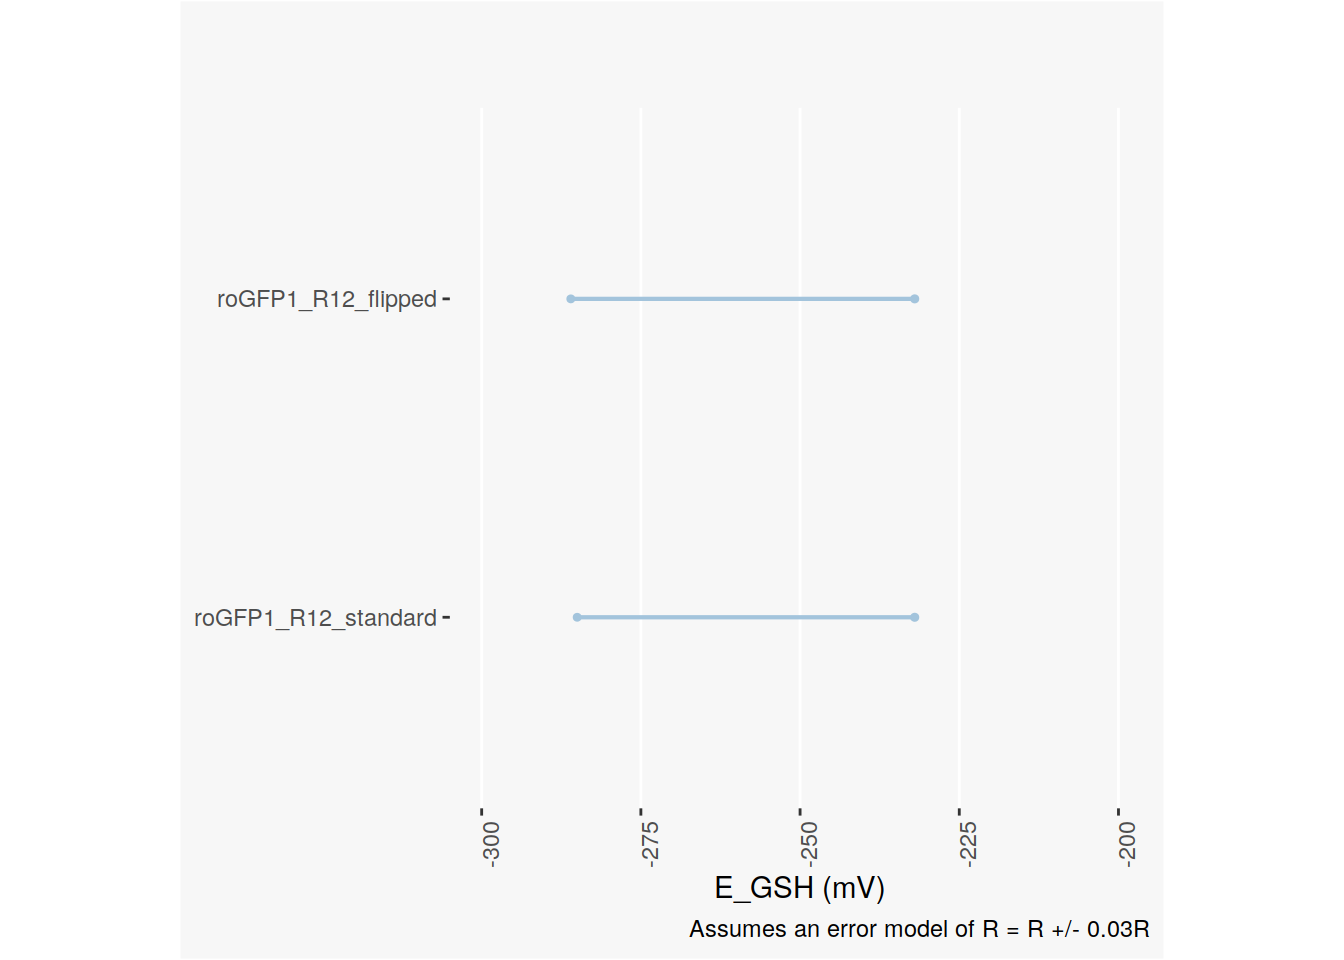 roGFP1_R12_flipped
roGFP1_R12_standard
-300
-275
-250
-225
-200
E_GSH (mV)
Assumes an error model of R = R +/- 0.03R